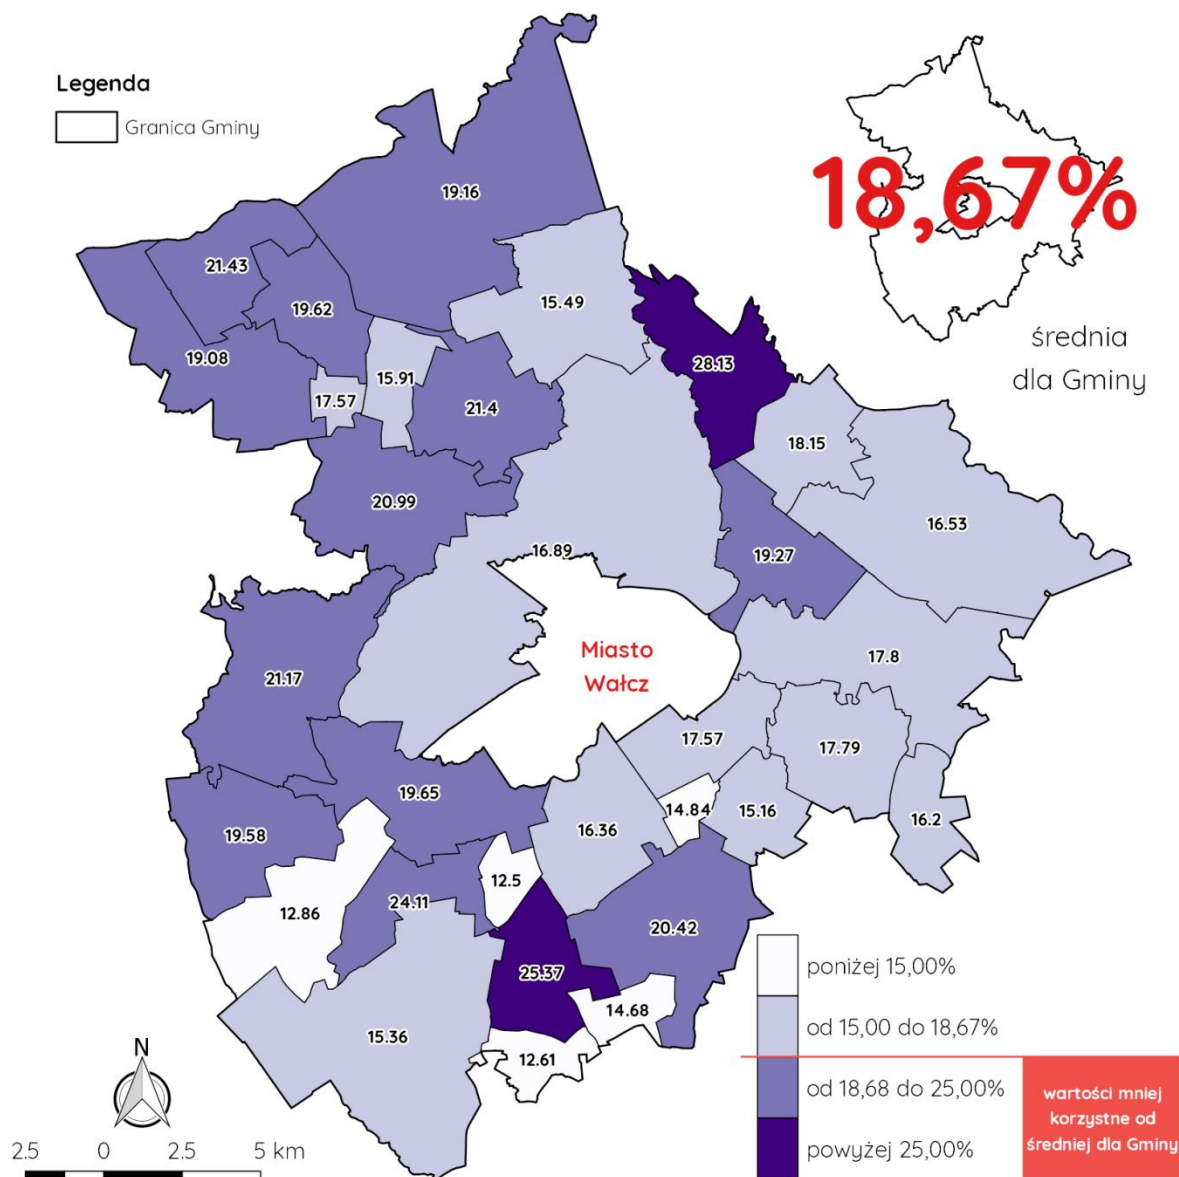 Legenda
Granica Gminy
18,67%
średnia
dla Gminy
19.16
21.43
19.62
15.49
19.08
15.91
28.13
17.57
21.4
18.15
20.99
16.53
16.89
19.27
Miasto
Wałcz
17.8
21.17
17.57
17.79
19.65
14.84
15.16
16.2
19.58
16.36
12.5
24.11
12.86
20.42
25.37
14.68
15.36
12.61
poniżej 15,00%
od 15,00 do 18,67%
od 18,68 do 25,00%
powyżej 25,00%
wartości mniej
korzystne od
średniej dla Gminy
N
2.5 0 2.5 5 km